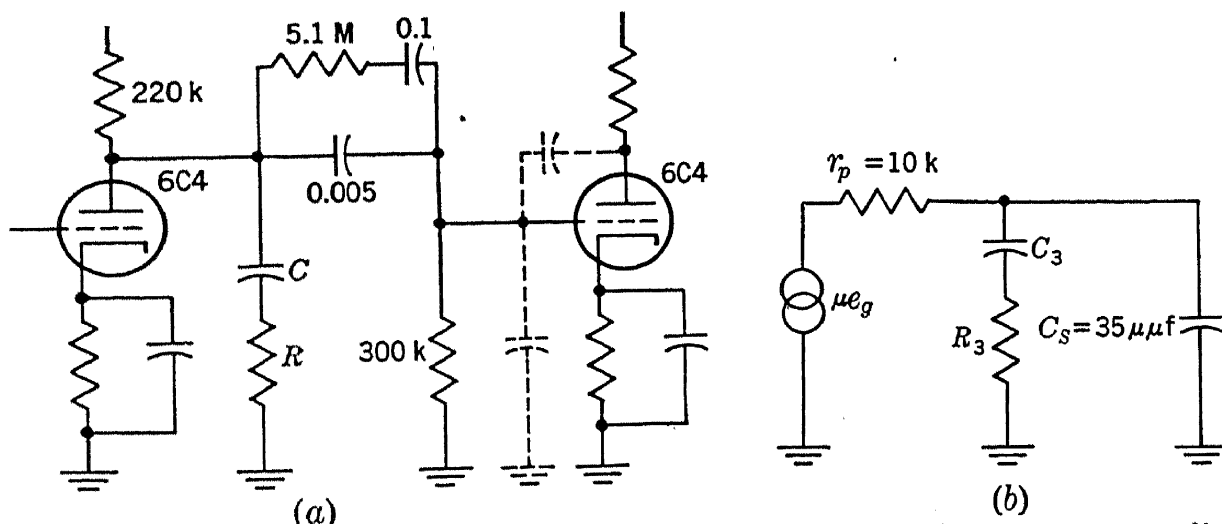 5.1 M
0.1
220 k
6C4
0.005
6C4
C
R
300 k
(a)
r_p = 10 k
μe_g
C_3
R_3
C_S = 35 μμf
(b)